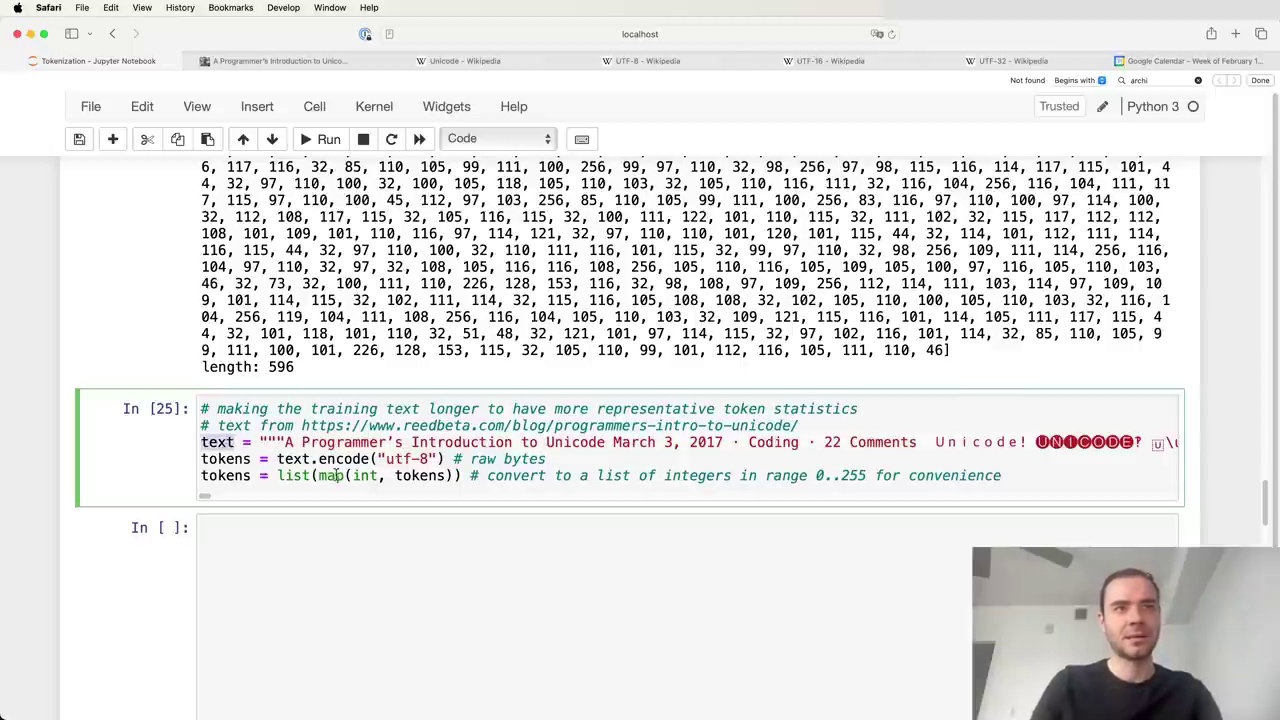 Safari File Edit View History Bookmarks Develop Window Help
localhost
Tokenization - Jupyter Notebook A Programmer's Introduction to Unico... Unicode - Wikipedia UTF-8 - Wikipedia UTF-16 - Wikipedia UTF-32 - Wikipedia Google Calendar - Week of February 1...
Not found Begins with archi Done
File Edit View Insert Cell Kernel Widgets Help Trusted Python 3
Run Code
6, 117, 116, 32, 85, 110, 105, 99, 111, 100, 256, 99, 97, 110, 32, 98, 256, 97, 98, 115, 116, 114, 117, 115, 101, 4
4, 32, 97, 110, 100, 32, 100, 105, 118, 105, 110, 103, 32, 105, 110, 116, 111, 32, 116, 104, 256, 116, 104, 111, 11
7, 115, 97, 110, 100, 45, 112, 97, 103, 256, 85, 110, 105, 99, 111, 100, 256, 83, 116, 97, 110, 100, 97, 114, 100,
32, 112, 108, 117, 115, 32, 105, 116, 115, 32, 100, 111, 122, 101, 110, 115, 32, 111, 102, 32, 115, 117, 112, 112,
108, 101, 109, 101, 110, 116, 97, 114, 121, 32, 97, 110, 110, 101, 120, 101, 115, 44, 32, 114, 101, 112, 111, 114,
116, 115, 44, 32, 97, 110, 100, 32, 110, 111, 116, 101, 115, 32, 99, 97, 110, 32, 98, 256, 109, 111, 114, 256, 116,
104, 97, 110, 32, 97, 32, 108, 105, 116, 116, 108, 256, 105, 110, 116, 105, 109, 105, 100, 97, 116, 105, 110, 103,
46, 32, 73, 32, 100, 111, 110, 226, 128, 153, 116, 32, 98, 108, 97, 109, 256, 112, 114, 111, 103, 114, 97, 109, 10
9, 101, 114, 115, 32, 102, 111, 114, 32, 115, 116, 105, 108, 108, 32, 102, 105, 110, 100, 105, 110, 103, 32, 116, 1
04, 256, 119, 104, 111, 108, 256, 116, 104, 105, 110, 103, 32, 109, 121, 115, 116, 101, 114, 105, 111, 117, 115, 4
4, 32, 101, 118, 101, 110, 32, 51, 48, 32, 121, 101, 97, 114, 115, 32, 97, 102, 116, 101, 114, 32, 85, 110, 105, 9
9, 111, 100, 101, 226, 128, 153, 115, 32, 105, 110, 99, 101, 112, 116, 105, 111, 110, 46]
length: 596
In [25]:
# making the training text longer to have more representative token statistics
# text from https://www.reedbeta.com/blog/programmers-intro-to-unicode/
text = """A Programmer’s Introduction to Unicode March 3, 2017 · Coding · 22 Comments Ｕｎｉｃｏｄｅ! 🅤🅝🅘🅒🅞🅓🅔‽ 🇺\u
tokens = text.encode("utf-8") # raw bytes
tokens = list(map(int, tokens)) # convert to a list of integers in range 0..255 for convenience
In [ ]: